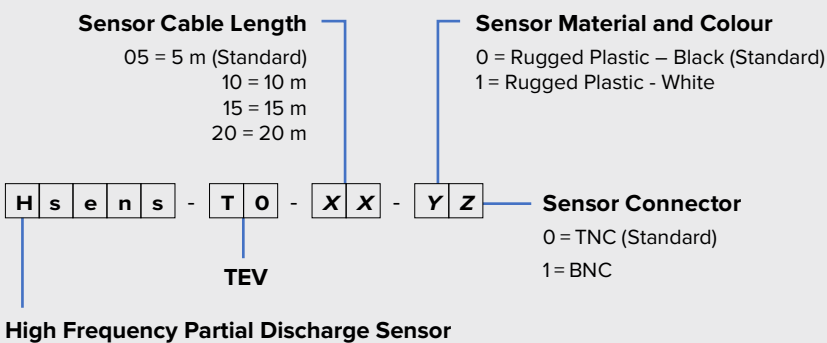 Sensor Cable Length
05 = 5 m (Standard)
10 = 10 m
15 = 15 m
20 = 20 m
Sensor Material and Colour
0 = Rugged Plastic – Black (Standard)
1 = Rugged Plastic - White
H s e n s - T 0 - X X - Y Z
Sensor Connector
0 = TNC (Standard)
1 = BNC
TEV
High Frequency Partial Discharge Sensor